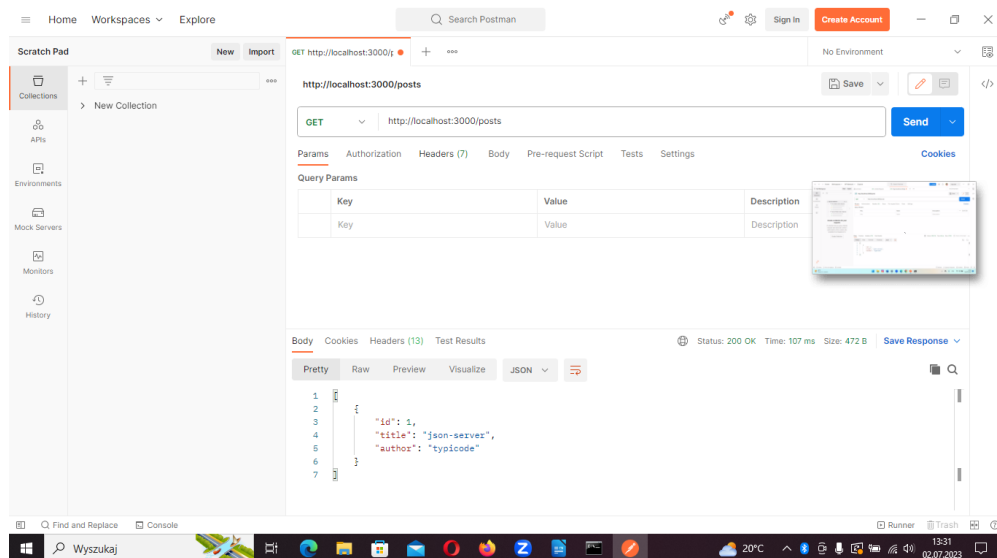 Home Workspaces Explore Search Postman Sign In Create Account
Scratch Pad New Import GET http://localhost:3000/p No Environment
Collections
New Collection
APIs
Environments
Mock Servers
Monitors
History
http://localhost:3000/posts Save
GET http://localhost:3000/posts Send
Params Authorization Headers (7) Body Pre-request Script Tests Settings Cookies
Query Params
Key Value Description
Key Value Description
Body Cookies Headers (13) Test Results Status: 200 OK Time: 107 ms Size: 472 B Save Response
Pretty Raw Preview Visualize JSON
1 [
2 {
3 "id": 1,
4 "title": "json-server",
5 "author": "typicode"
6 }
7 ]
Find and Replace Console Runner Trash
Wyszukaj 20°C 13:31
02.07.2023